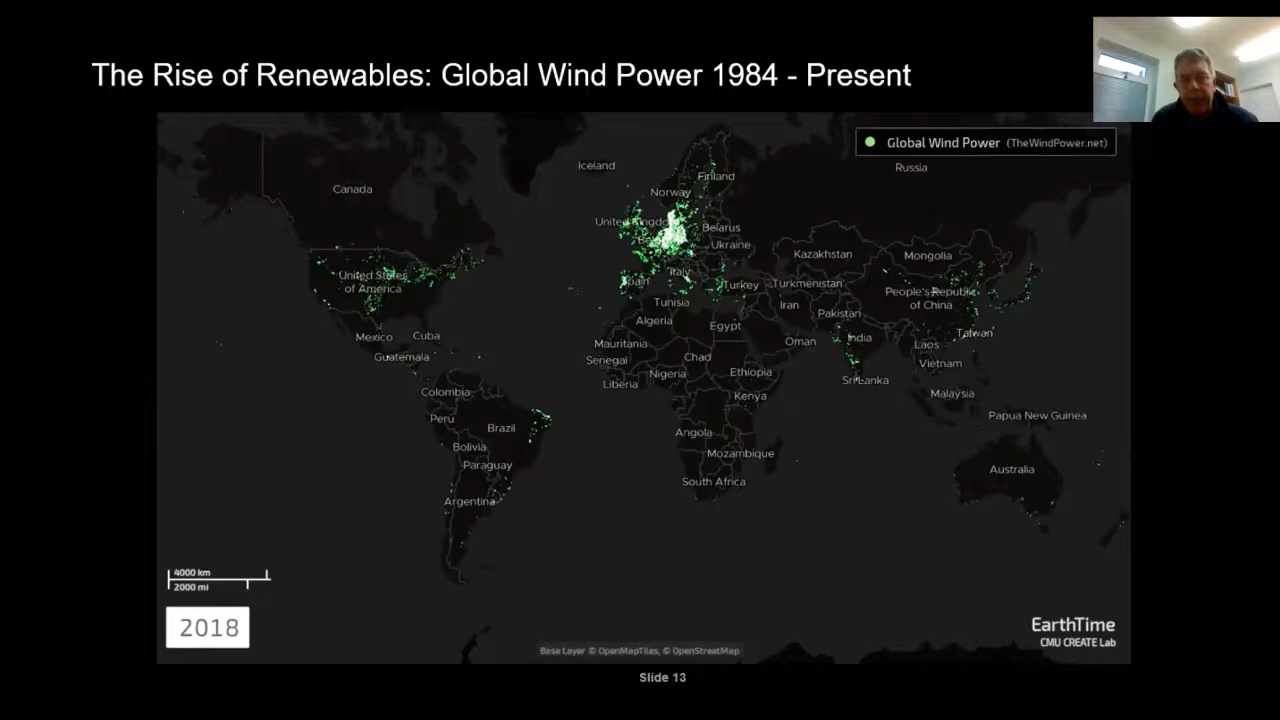 The Rise of Renewables: Global Wind Power 1984 - Present
Global Wind Power (TheWindPower.net)
Iceland
Russia
Finland
Canada
Norway
United Kingdo
Belarus
Ukraine
Kazakhstan
Mongolia
United States
of America
Italy
Spain
Turkey
Turkmenistan
People's Republic
of China
Tunisia
Iran
Pakistan
Algeria
Egypt
Mexico
Cuba
Mauritania
Oman
India
Laos
Taiwan
Guatemala
Senegal
Chad
Vietnam
Nigeria
Ethiopia
Liberia
Sri Lanka
Colombia
Kenya
Malaysia
Peru
Brazil
Papua New Guinea
Angola
Bolivia
Mozambique
Paraguay
Australia
South Africa
Argentina
4000 km
2000 mi
2018
EarthTime
CMU CREATE Lab
Base Layer © OpenMapTiles, © OpenStreetMap
Slide 13